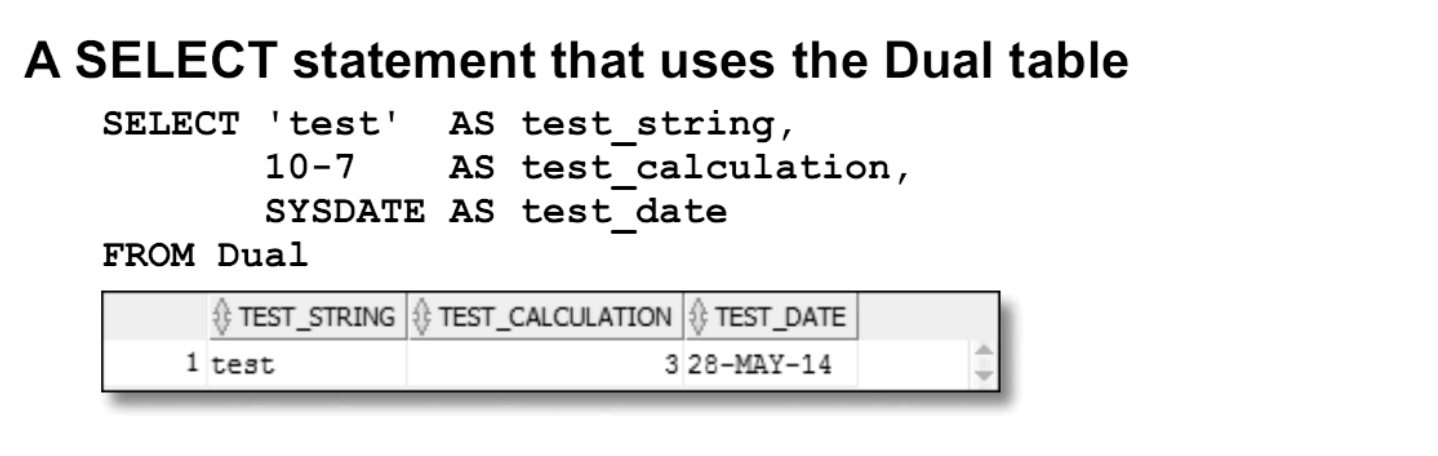 A SELECT statement that uses the Dual table
SELECT 'test' AS test_string,
10-7 AS test_calculation,
SYSDATE AS test_date
FROM Dual
TEST_STRING TEST_CALCULATION TEST_DATE
1 test 3 28-MAY-14